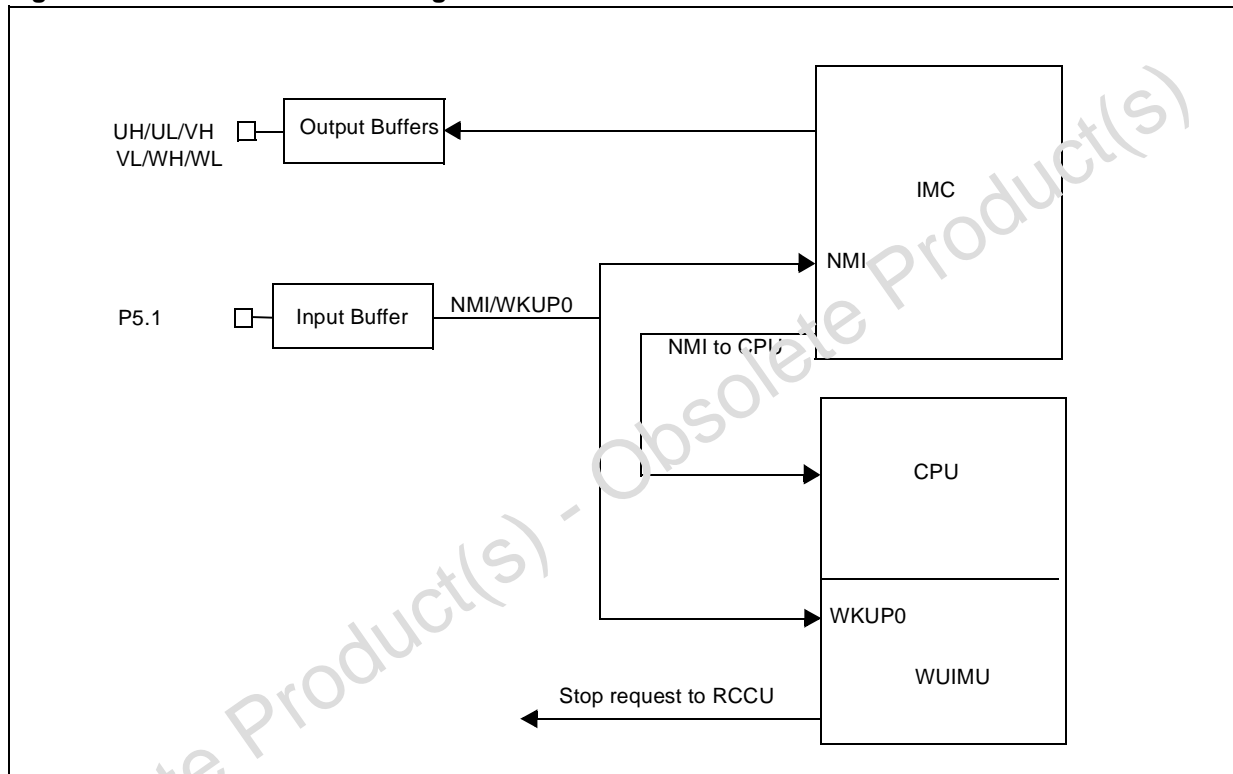 UH/UL/VH
VL/WH/WL
Output Buffers
IMC
NMI
P5.1
Input Buffer
NMI/WKUP0
NMI to CPU
CPU
WKUP0
WUIMU
Stop request to RCCU
Product(s) - Obsolete Product(s)